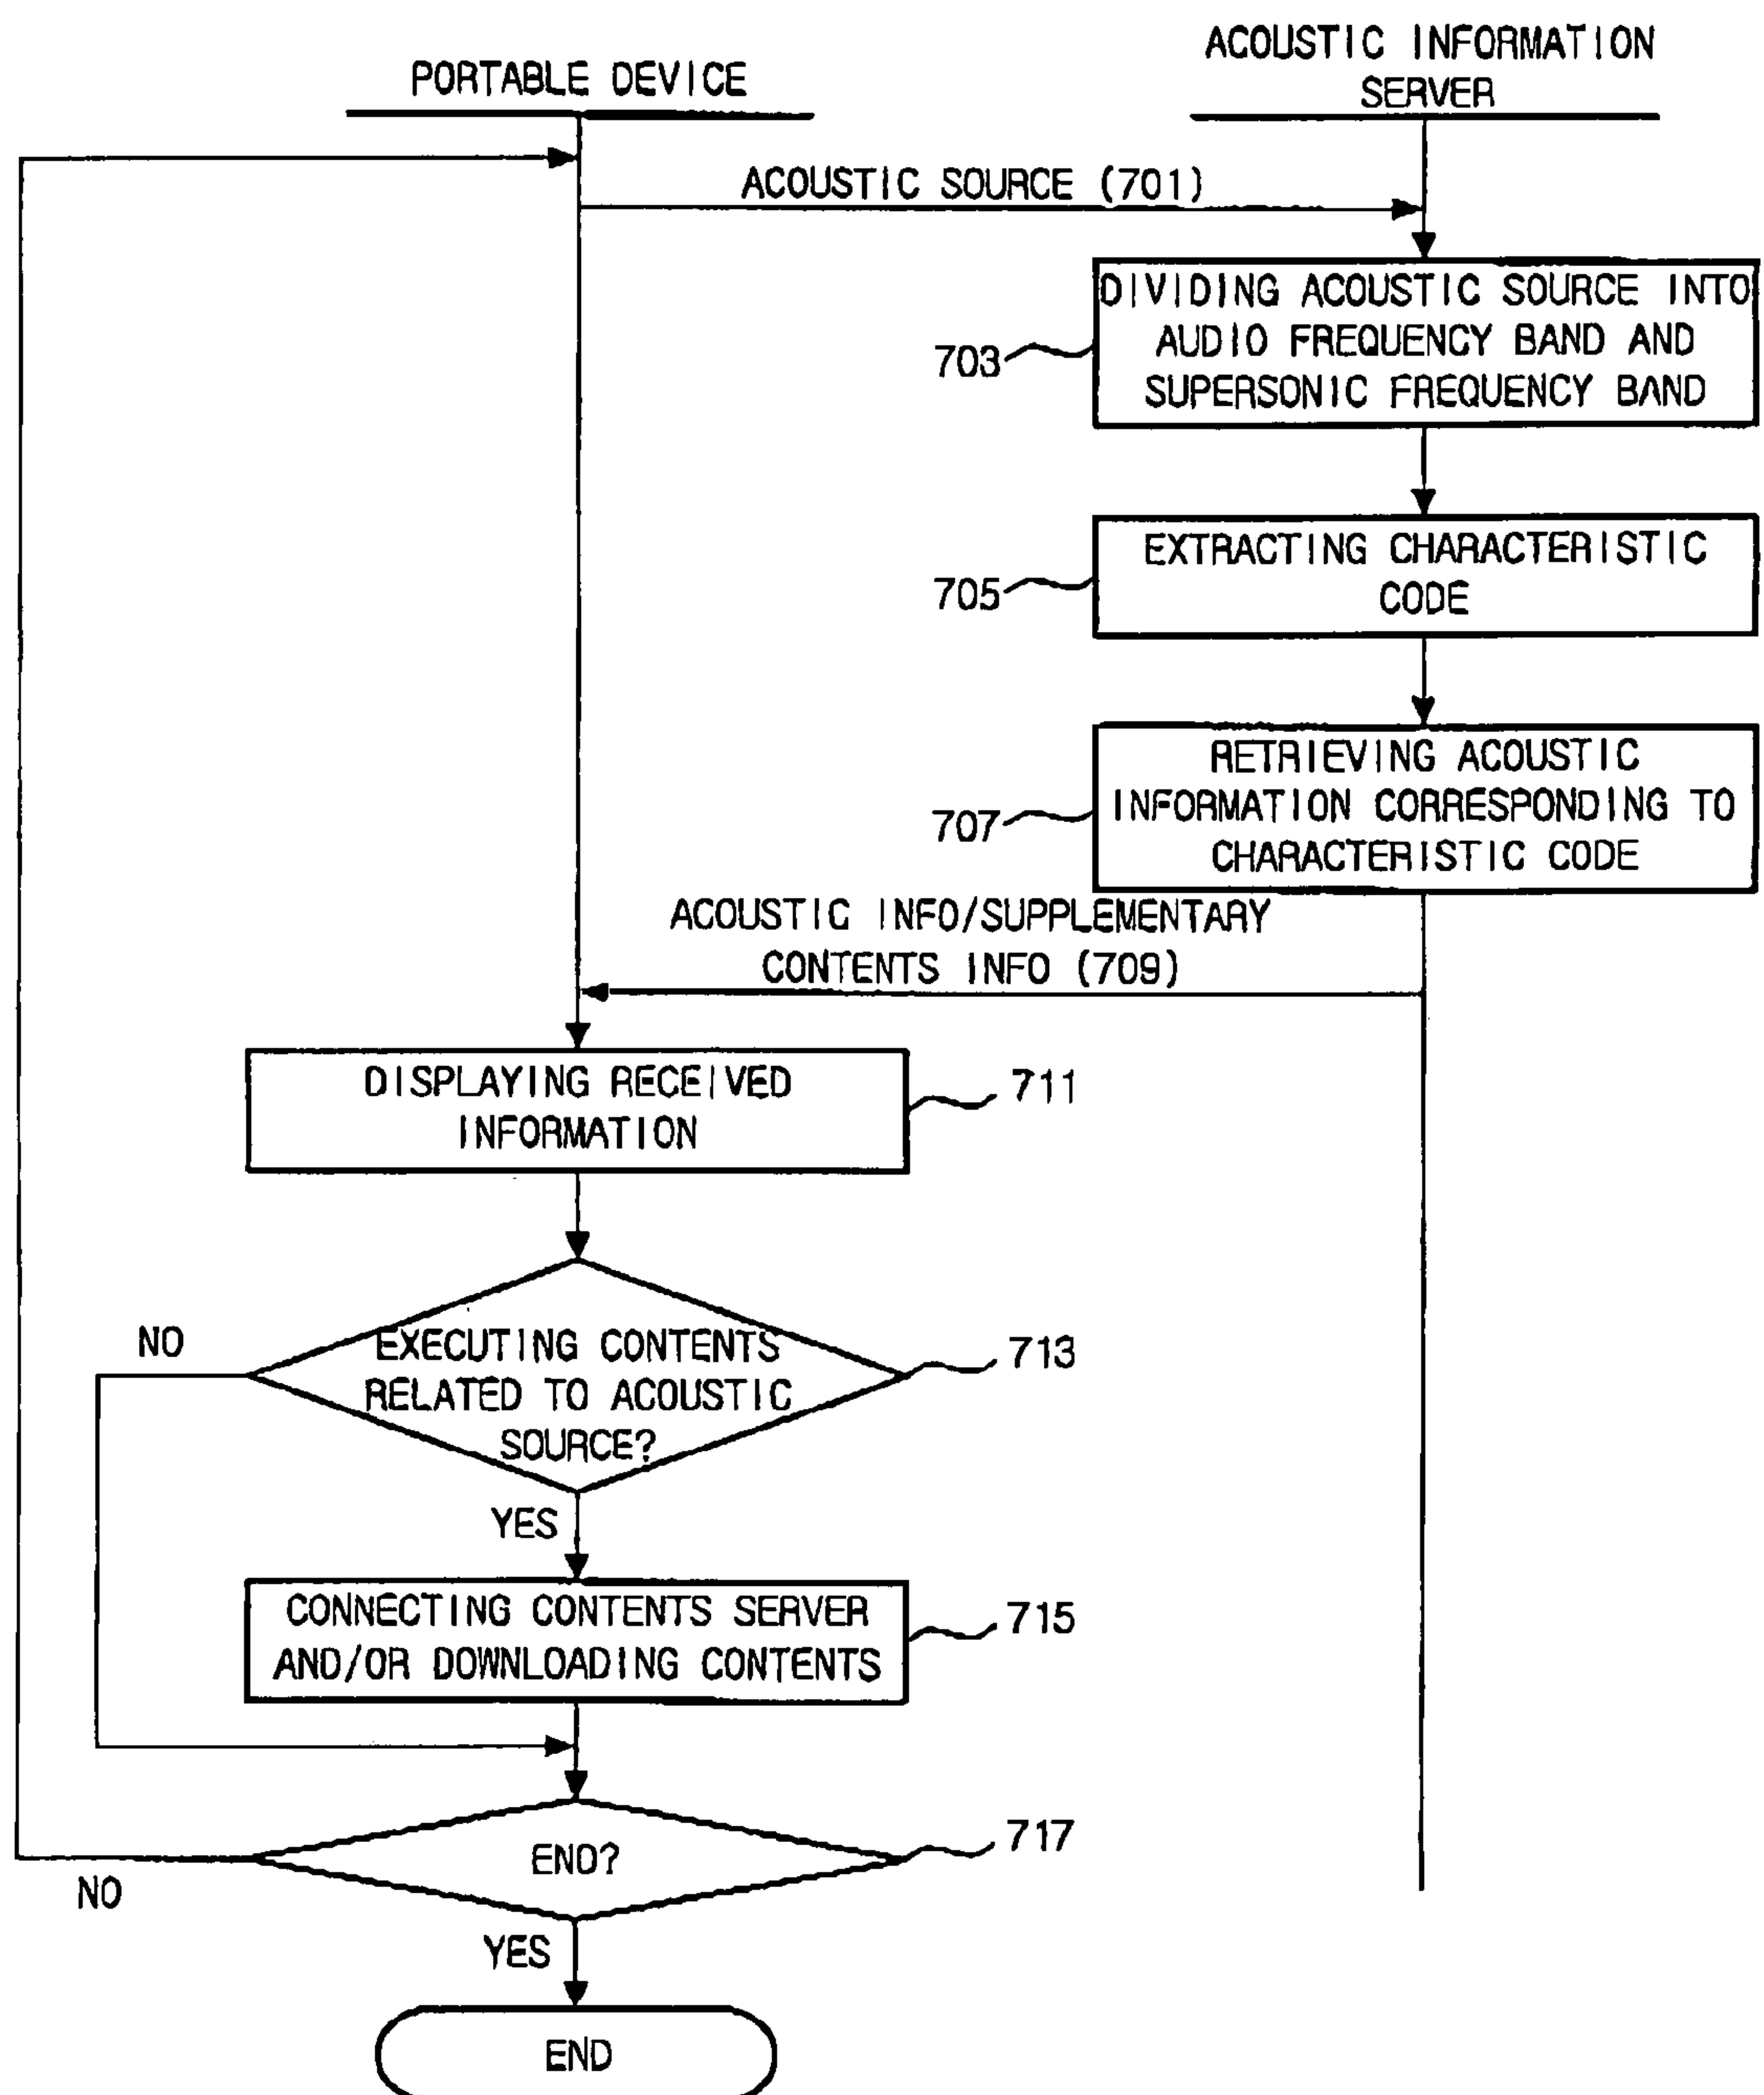 PORTABLE DEVICE
ACOUSTIC INFORMATION
SERVER
ACOUSTIC SOURCE (701)
DIVIDING ACOUSTIC SOURCE INTO
AUDIO FREQUENCY BAND AND
SUPERSONIC FREQUENCY BAND
703
EXTRACTING CHARACTERISTIC
CODE
705
RETRIEVING ACOUSTIC
INFORMATION CORRESPONDING TO
CHARACTERISTIC CODE
707
ACOUSTIC INFO/SUPPLEMENTARY
CONTENTS INFO (709)
DISPLAYING RECEIVED
INFORMATION
711
NO
EXECUTING CONTENTS
RELATED TO ACOUSTIC
SOURCE?
713
YES
CONNECTING CONTENTS SERVER
AND/OR DOWNLOADING CONTENTS
715
END?
717
NO
YES
END